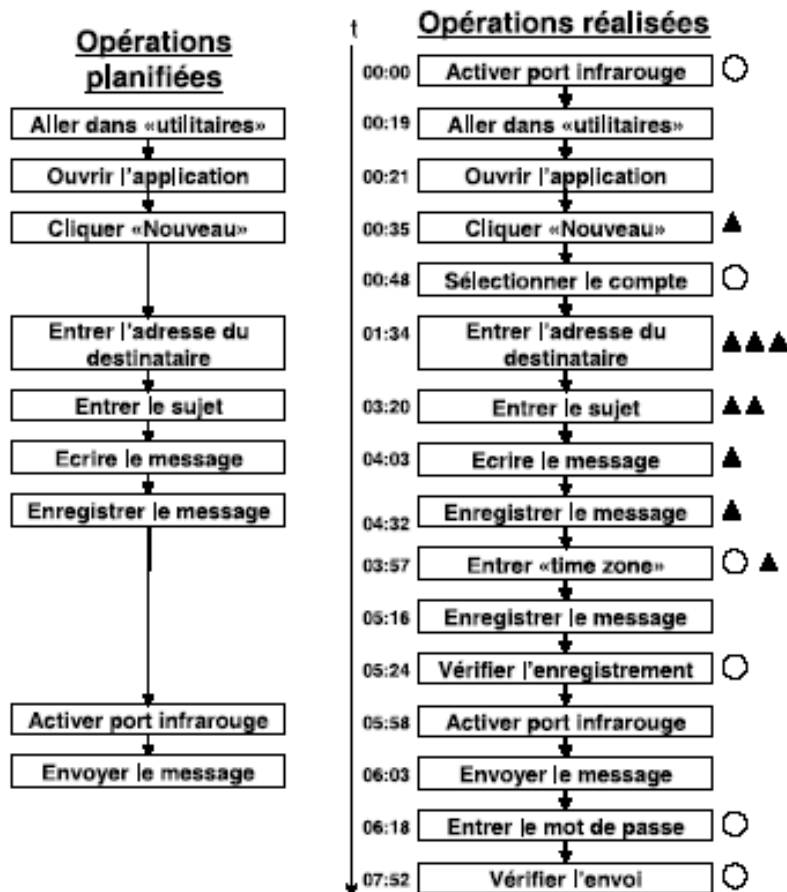 Opérations
planifiées
Aller dans «utilitaires»
Ouvrir l'application
Cliquer «Nouveau»
Entrer l'adresse du
destinataire
Entrer le sujet
Ecrire le message
Enregistrer le message
Activer port infrarouge
Envoyer le message
t
Opérations réalisées
00:00 Activer port infrarouge
00:19 Aller dans «utilitaires»
00:21 Ouvrir l'application
00:35 Cliquer «Nouveau»
00:48 Sélectionner le compte
01:34 Entrer l'adresse du
destinataire
03:20 Entrer le sujet
04:03 Ecrire le message
04:32 Enregistrer le message
03:57 Entrer «time zone»
05:16 Enregistrer le message
05:24 Vérifier l'enregistrement
05:58 Activer port infrarouge
06:03 Envoyer le message
06:18 Entrer le mot de passe
07:52 Vérifier l'envoi